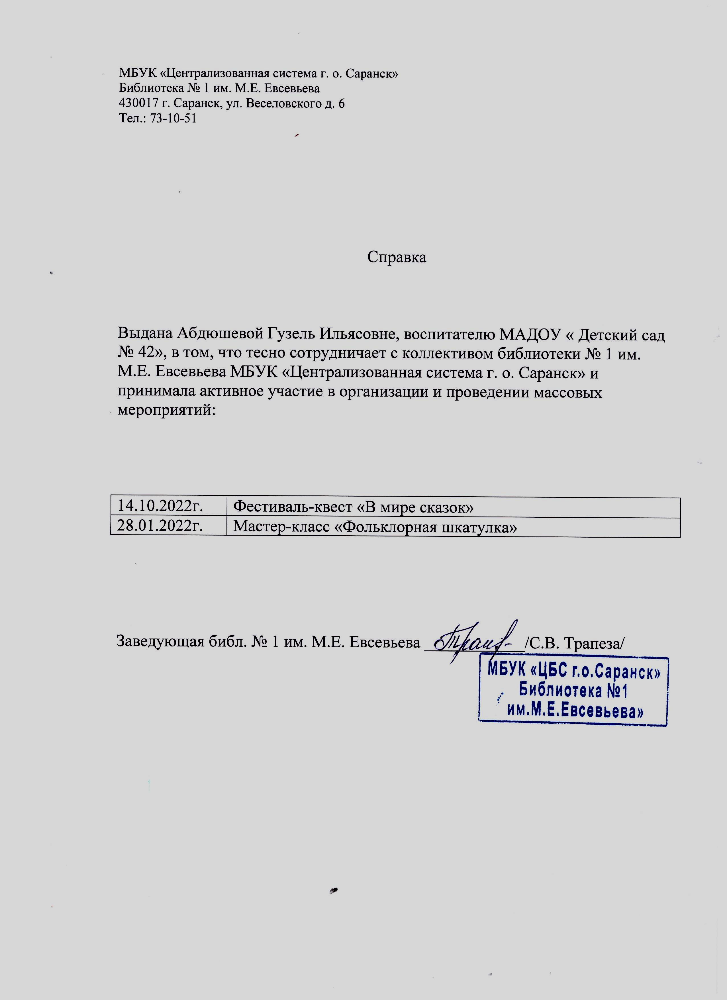 МБУК «Централизованная система г. о. Саранск»
Библиотека № 1 им. М.Е. Евсевьева
430017 г. Саранск, ул. Веселовского д. 6
Тел.: 73-10-51
Справка
Выдана Абдюшевой Гузель Ильясовне, воспитателю МАДОУ « Детский сад
№ 42», в том, что тесно сотрудничает с коллективом библиотеки № 1 им.
М.Е. Евсевьева МБУК «Централизованная система г. о. Саранск» и
принимала активное участие в организации и проведении массовых
мероприятий:
14.10.2022г. Фестиваль-квест «В мире сказок»
28.01.2022г. Мастер-класс «Фольклорная шкатулка»
Заведующая библ. № 1 им. М.Е. Евсевьева /С.В. Трапеза/
МБУК «ЦБС г.о.Саранск»
Библиотека №1
им.М.Е.Евсевьева»